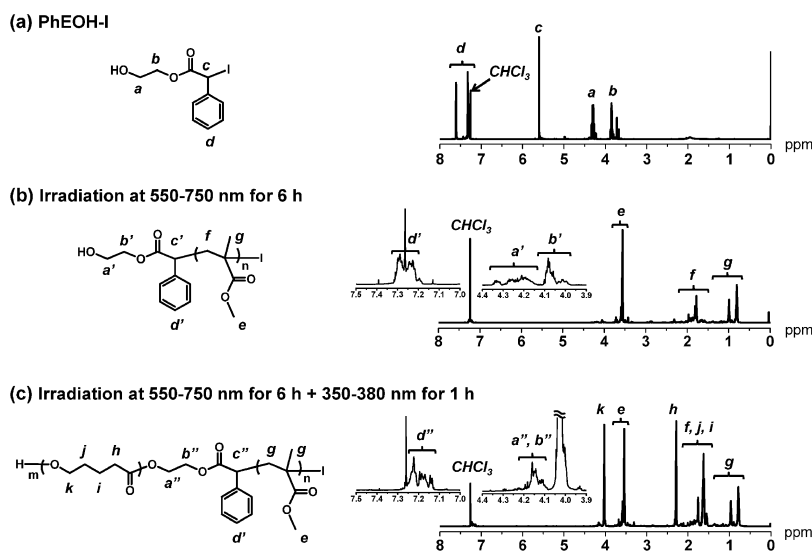 (a) PhEOH-I
HO
a
b
O
O
c
I
d
d
CHCl3
c
a
b
8 7 6 5 4 3 2 1 0
ppm
(b) Irradiation at 550-750 nm for 6 h
HO
a’
b’
O
O
c’
f
g
n
I
O
O
d’
e
d’
7.5 7.4 7.3 7.2 7.1 7.0
CHCl3
a’
b’
4.4 4.3 4.2 4.1 4.0 3.9
e
f
g
8 7 6 5 4 3 2 1 0
ppm
(c) Irradiation at 550-750 nm for 6 h + 350-380 nm for 1 h
H
m
O
k
j
i
h
O
O
a”
b”
O
O
c”
g
g
n
I
O
O
d’
e
d”
7.5 7.4 7.3 7.2 7.1 7.0
CHCl3
a”, b”
4.4 4.3 4.2 4.1 4.0 3.9
k
e
h
f, j, i
g
8 7 6 5 4 3 2 1 0
ppm